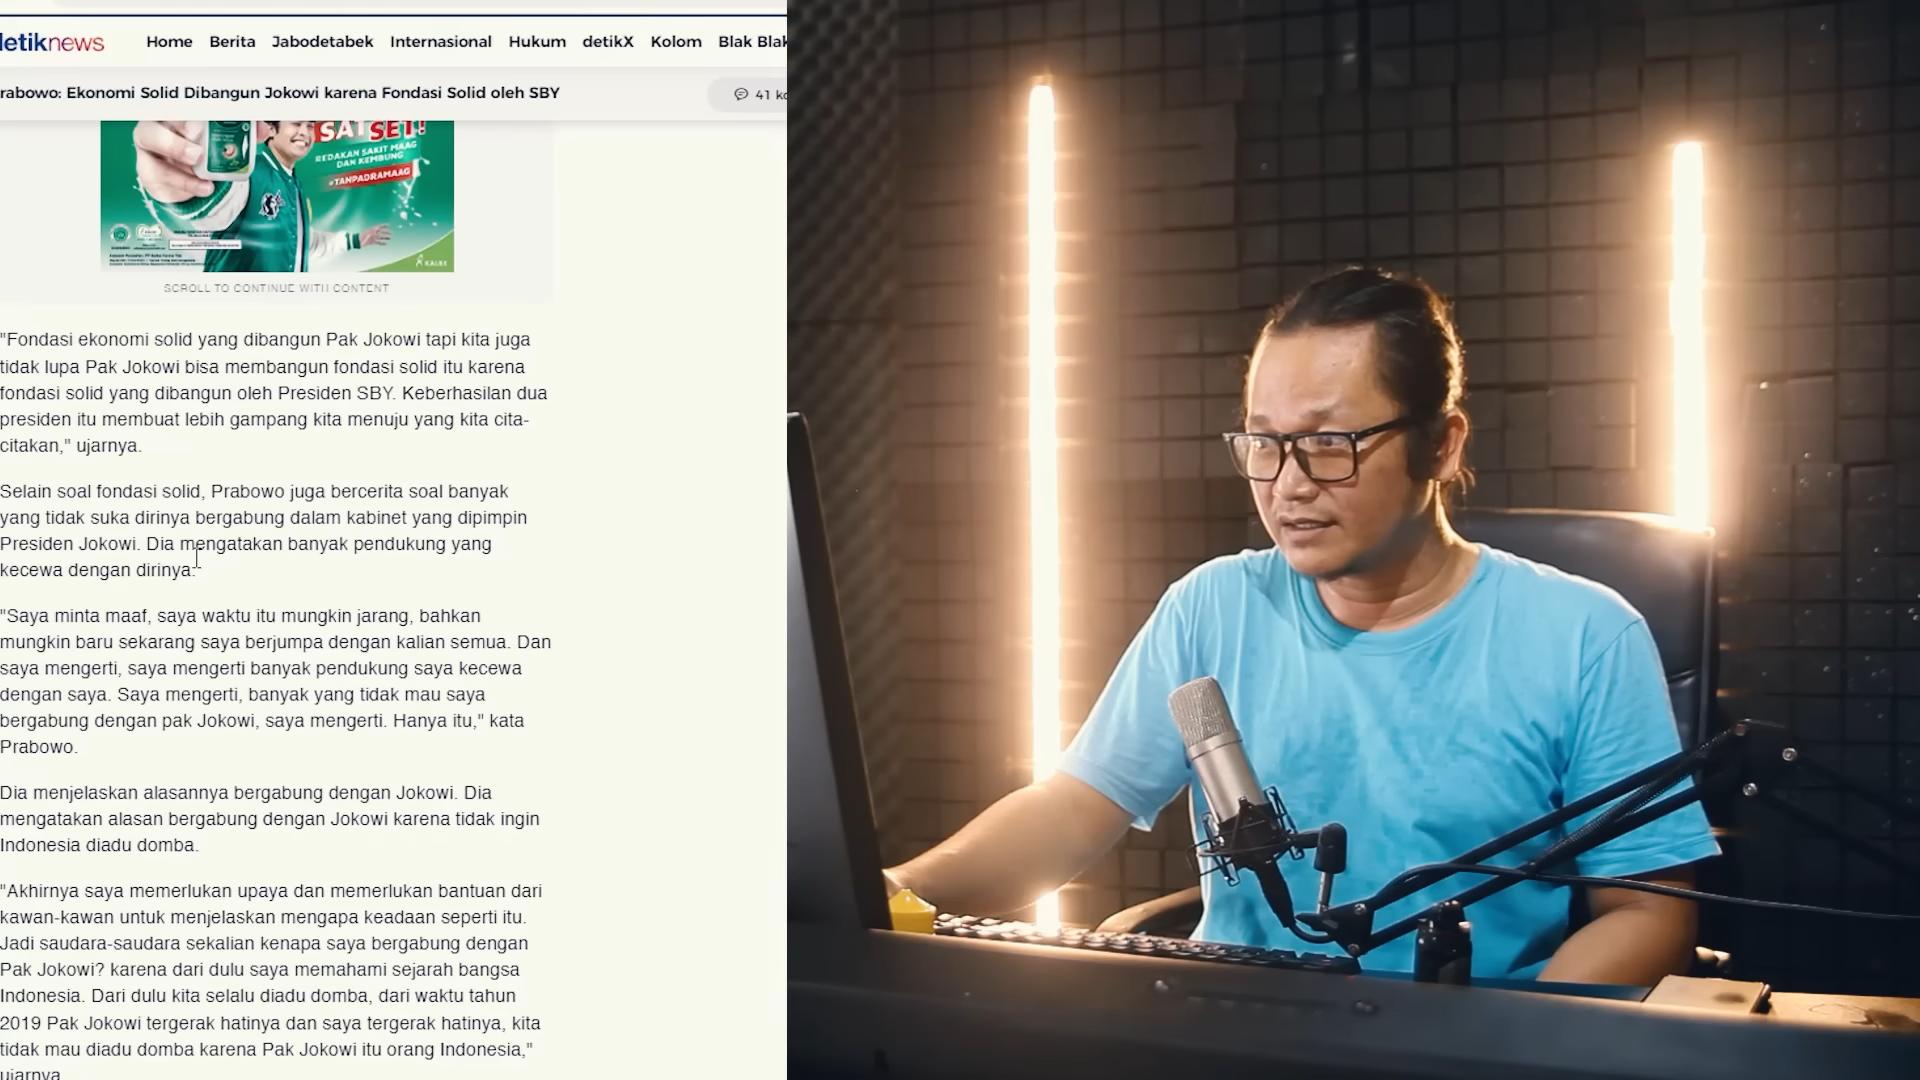 detiknews Home Berita Jabodetabek Internasional Hukum detikX Kolom Blak Blak
rabowo: Ekonomi Solid Dibangun Jokowi karena Fondasi Solid oleh SBY 41 ko
SATSET!
REDAKAN SAKIT MAAG
DAN KEMBUNG
#TANPADRAMAAG
KALBE
SCROLL TO CONTINUE WITH CONTENT
"Fondasi ekonomi solid yang dibangun Pak Jokowi tapi kita juga
tidak lupa Pak Jokowi bisa membangun fondasi solid itu karena
fondasi solid yang dibangun oleh Presiden SBY. Keberhasilan dua
presiden itu membuat lebih gampang kita menuju yang kita cita-
citakan," ujarnya.
Selain soal fondasi solid, Prabowo juga bercerita soal banyak
yang tidak suka dirinya bergabung dalam kabinet yang dipimpin
Presiden Jokowi. Dia mengatakan banyak pendukung yang
kecewa dengan dirinya.
"Saya minta maaf, saya waktu itu mungkin jarang, bahkan
mungkin baru sekarang saya berjumpa dengan kalian semua. Dan
saya mengerti, saya mengerti banyak pendukung saya kecewa
dengan saya. Saya mengerti, banyak yang tidak mau saya
bergabung dengan pak Jokowi, saya mengerti. Hanya itu," kata
Prabowo.
Dia menjelaskan alasannya bergabung dengan Jokowi. Dia
mengatakan alasan bergabung dengan Jokowi karena tidak ingin
Indonesia diadu domba.
"Akhirnya saya memerlukan upaya dan memerlukan bantuan dari
kawan-kawan untuk menjelaskan mengapa keadaan seperti itu.
Jadi saudara-saudara sekalian kenapa saya bergabung dengan
Pak Jokowi? karena dari dulu saya memahami sejarah bangsa
Indonesia. Dari dulu kita selalu diadu domba, dari waktu tahun
2019 Pak Jokowi tergerak hatinya dan saya tergerak hatinya, kita
tidak mau diadu domba karena Pak Jokowi itu orang Indonesia,"
ujarnya